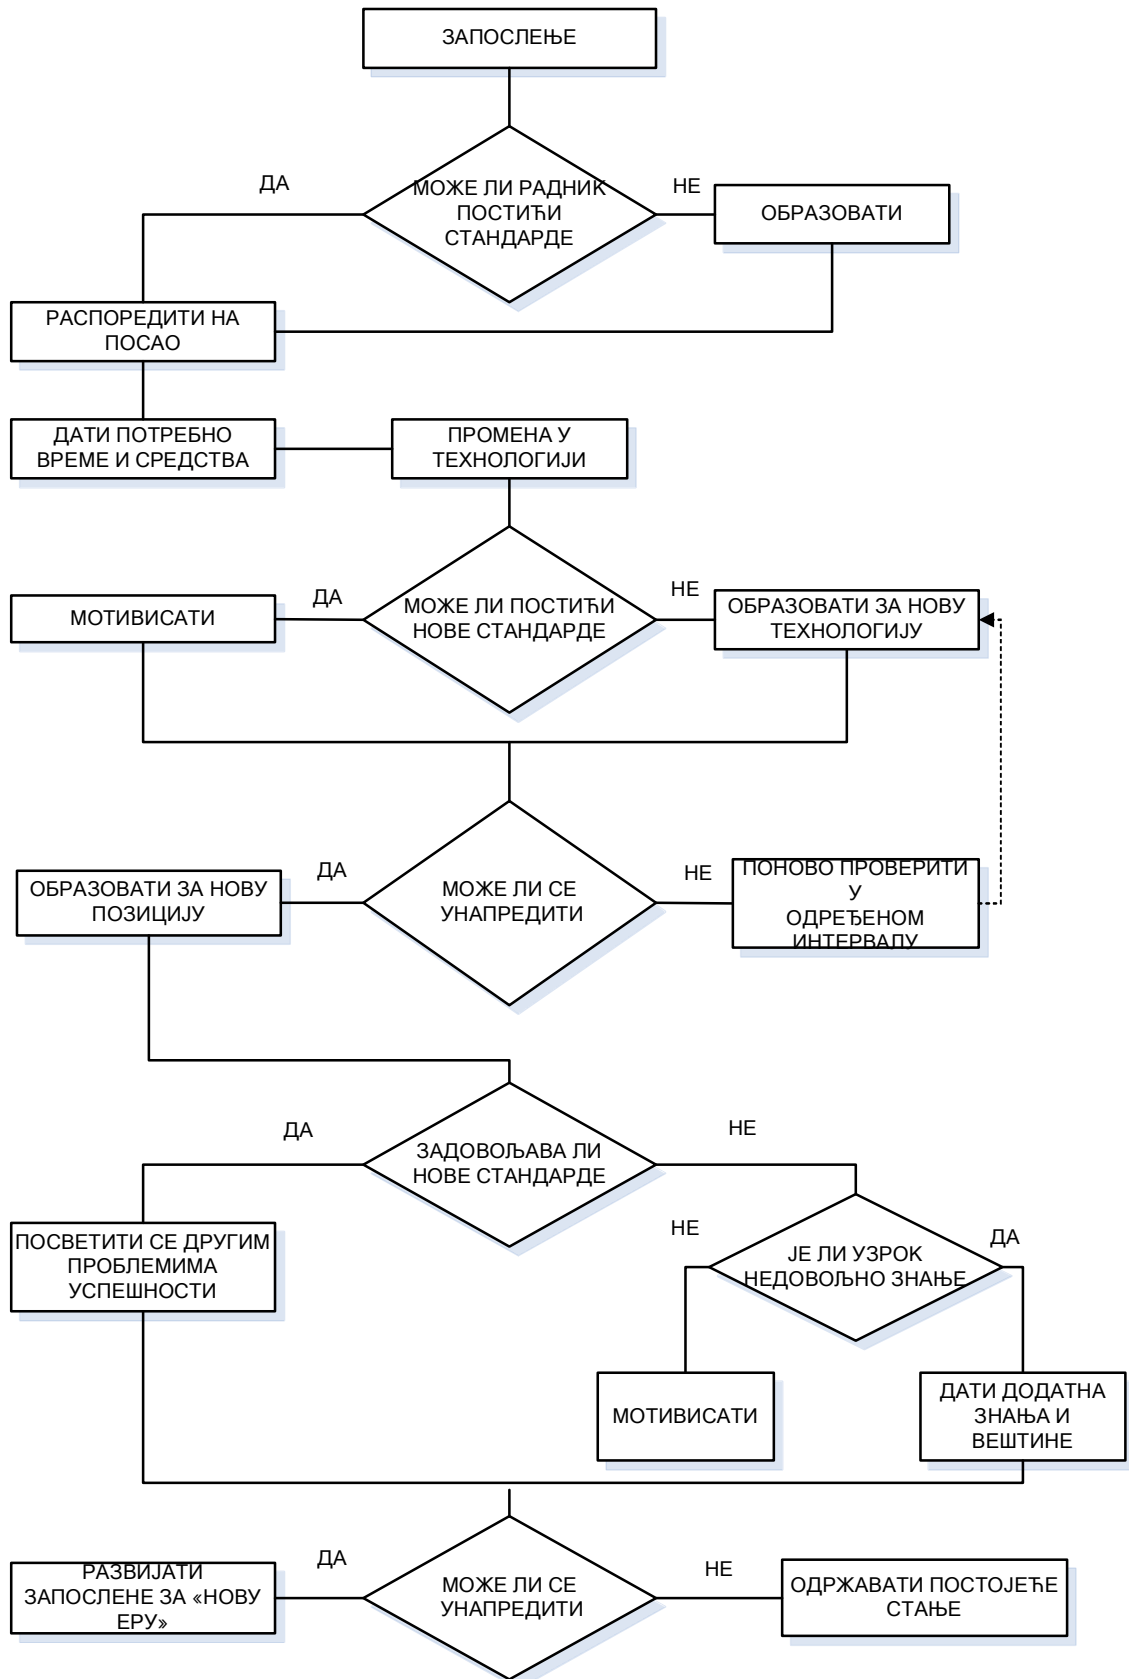 ЗАПОСЛЕЊЕ
ДА
МОЖЕ ЛИ РАДНИК
ПОСТИЋИ
СТАНДАРДЕ
НЕ
ОБРАЗОВАТИ
РАСПОРЕДИТИ НА
ПОСАО
ДАТИ ПОТРЕБНО
ВРЕМЕ И СРЕДСТВА
ПРОМЕНА У
ТЕХНОЛОГИЈИ
МОТИВИСАТИ
ДА
МОЖЕ ЛИ ПОСТИЋИ
НОВЕ СТАНДАРДЕ
НЕ
ОБРАЗОВАТИ ЗА НОВУ
ТЕХНОЛОГИЈУ
ОБРАЗОВАТИ ЗА НОВУ
ПОЗИЦИЈУ
ДА
МОЖЕ ЛИ СЕ
УНАПРЕДИТИ
НЕ
ПОНОВО ПРОВЕРИТИ
У
ОДРЕЂЕНОМ
ИНТЕРВАЛУ
ДА
ЗАДОВОЉАВА ЛИ
НОВЕ СТАНДАРДЕ
НЕ
ПОСВЕТИТИ СЕ ДРУГИМ
ПРОБЛЕМИМА
УСПЕШНОСТИ
НЕ
ЈЕ ЛИ УЗРОК
НЕДОВОЉНО ЗНАЊЕ
ДА
МОТИВИСАТИ
ДАТИ ДОДАТНА
ЗНАЊА И
ВЕШТИНЕ
РАЗВИЈАТИ
ЗАПОСЛЕНЕ ЗА «НОВУ
ЕРУ»
ДА
МОЖЕ ЛИ СЕ
УНАПРЕДИТИ
НЕ
ОДРЖАВАТИ ПОСТОЈЕЋЕ
СТАЊЕ